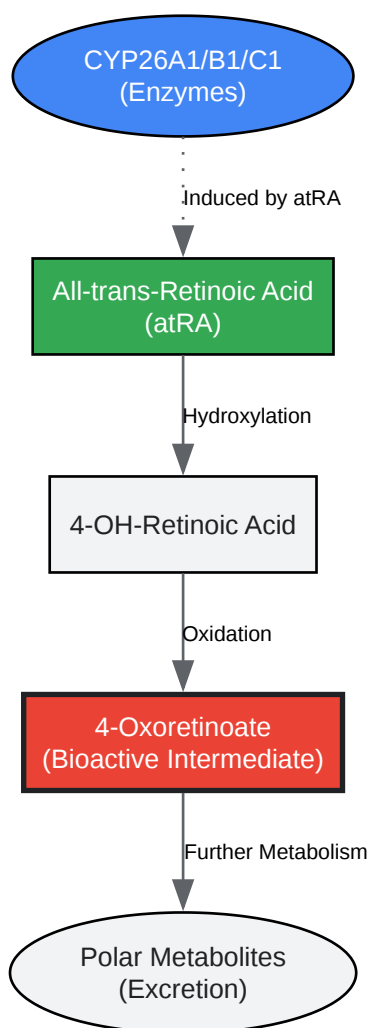 CYP26A1/B1/C1
(Enzymes)
Induced by atRA
All-trans-Retinoic Acid
(atRA)
Hydroxylation
4-OH-Retinoic Acid
Oxidation
4-Oxoretinoate
(Bioactive Intermediate)
Further Metabolism
Polar Metabolites
(Excretion)